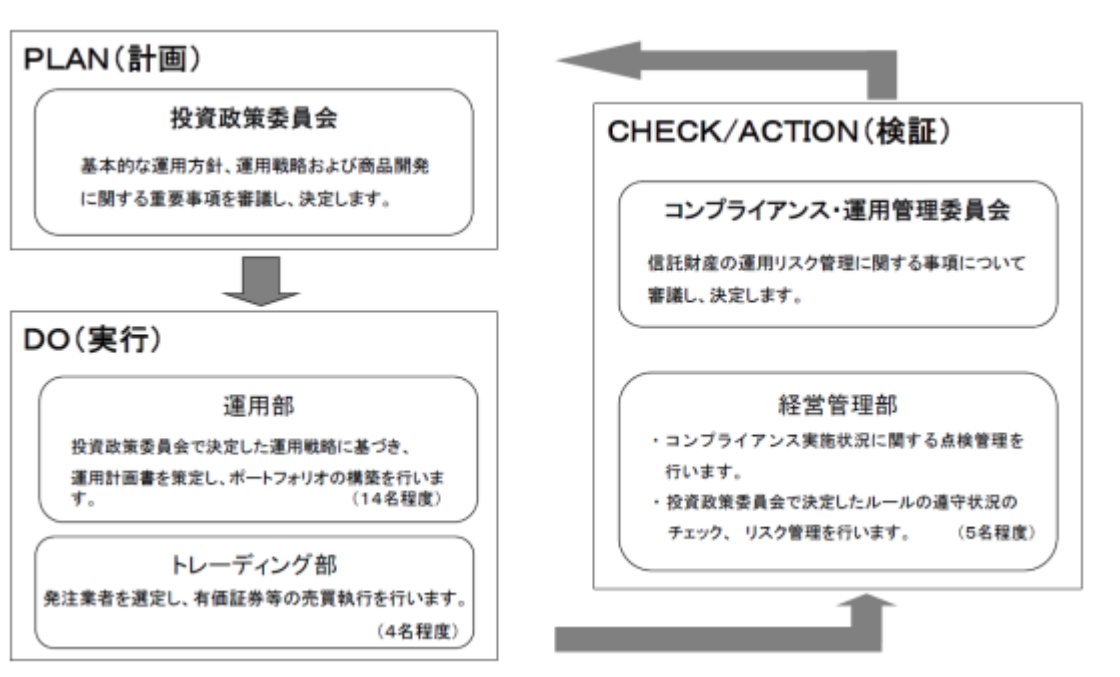 PLAN(計画)
投資政策委員会
基本的な運用方針、運用戦略および商品開発
に関する重要事項を審議し、決定します。
DO(実行)
運用部
投資政策委員会で決定した運用戦略に基づき、
運用計画書を策定し、ポートフォリオの構築を行いま
す。 (14名程度)
トレーディング部
発注業者を選定し、有価証券等の売買執行を行います。
(4名程度)
CHECK/ACTION(検証)
コンプライアンス・運用管理委員会
信託財産の運用リスク管理に関する事項について
審議し、決定します。
経営管理部
・コンプライアンス実施状況に関する点検管理を
行います。
・投資政策委員会で決定したルールの遵守状況の
チェック、 リスク管理を行います。 (5名程度)